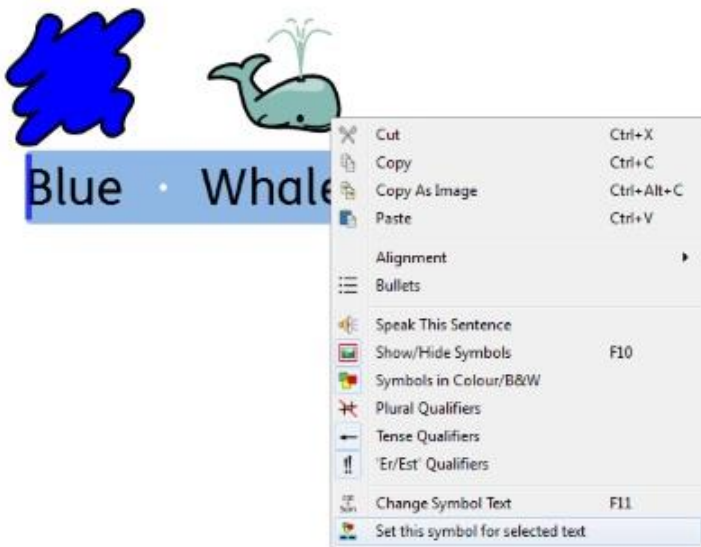 Blue · Whale
Cut Ctrl+X
Copy Ctrl+C
Copy As Image Ctrl+Alt+C
Paste Ctrl+V
Alignment
Bullets
Speak This Sentence
Show/Hide Symbols F10
Symbols in Colour/B&W
Plural Qualifiers
Tense Qualifiers
'Er/Est' Qualifiers
Change Symbol Text F11
Set this symbol for selected text